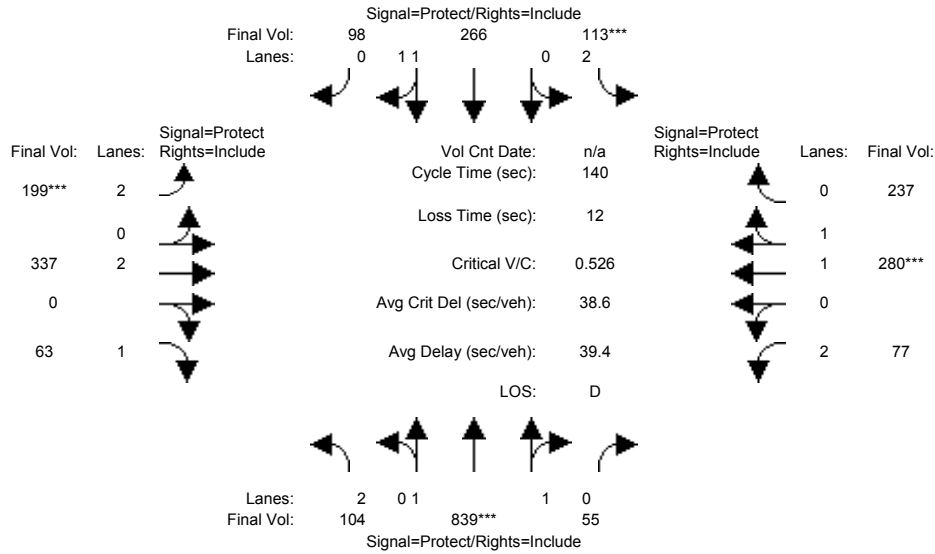 Signal=Protect/Rights=Include
Final Vol: 98 266 113***
Lanes: 0 1 1 0 2
Signal=Protect Signal=Protect
Final Vol: Lanes: Rights=Include Vol Cnt Date: n/a Rights=Include Lanes: Final Vol:
Cycle Time (sec): 140
199*** 2 0 237
Loss Time (sec): 12
0 1
337 2 Critical V/C: 0.526 1 280***
0 0 Avg Crit Del (sec/veh): 38.6 0
63 1 Avg Delay (sec/veh): 39.4 2 77
LOS: D
Lanes: 2 0 1 1 0
Final Vol: 104 839*** 55
Signal=Protect/Rights=Include